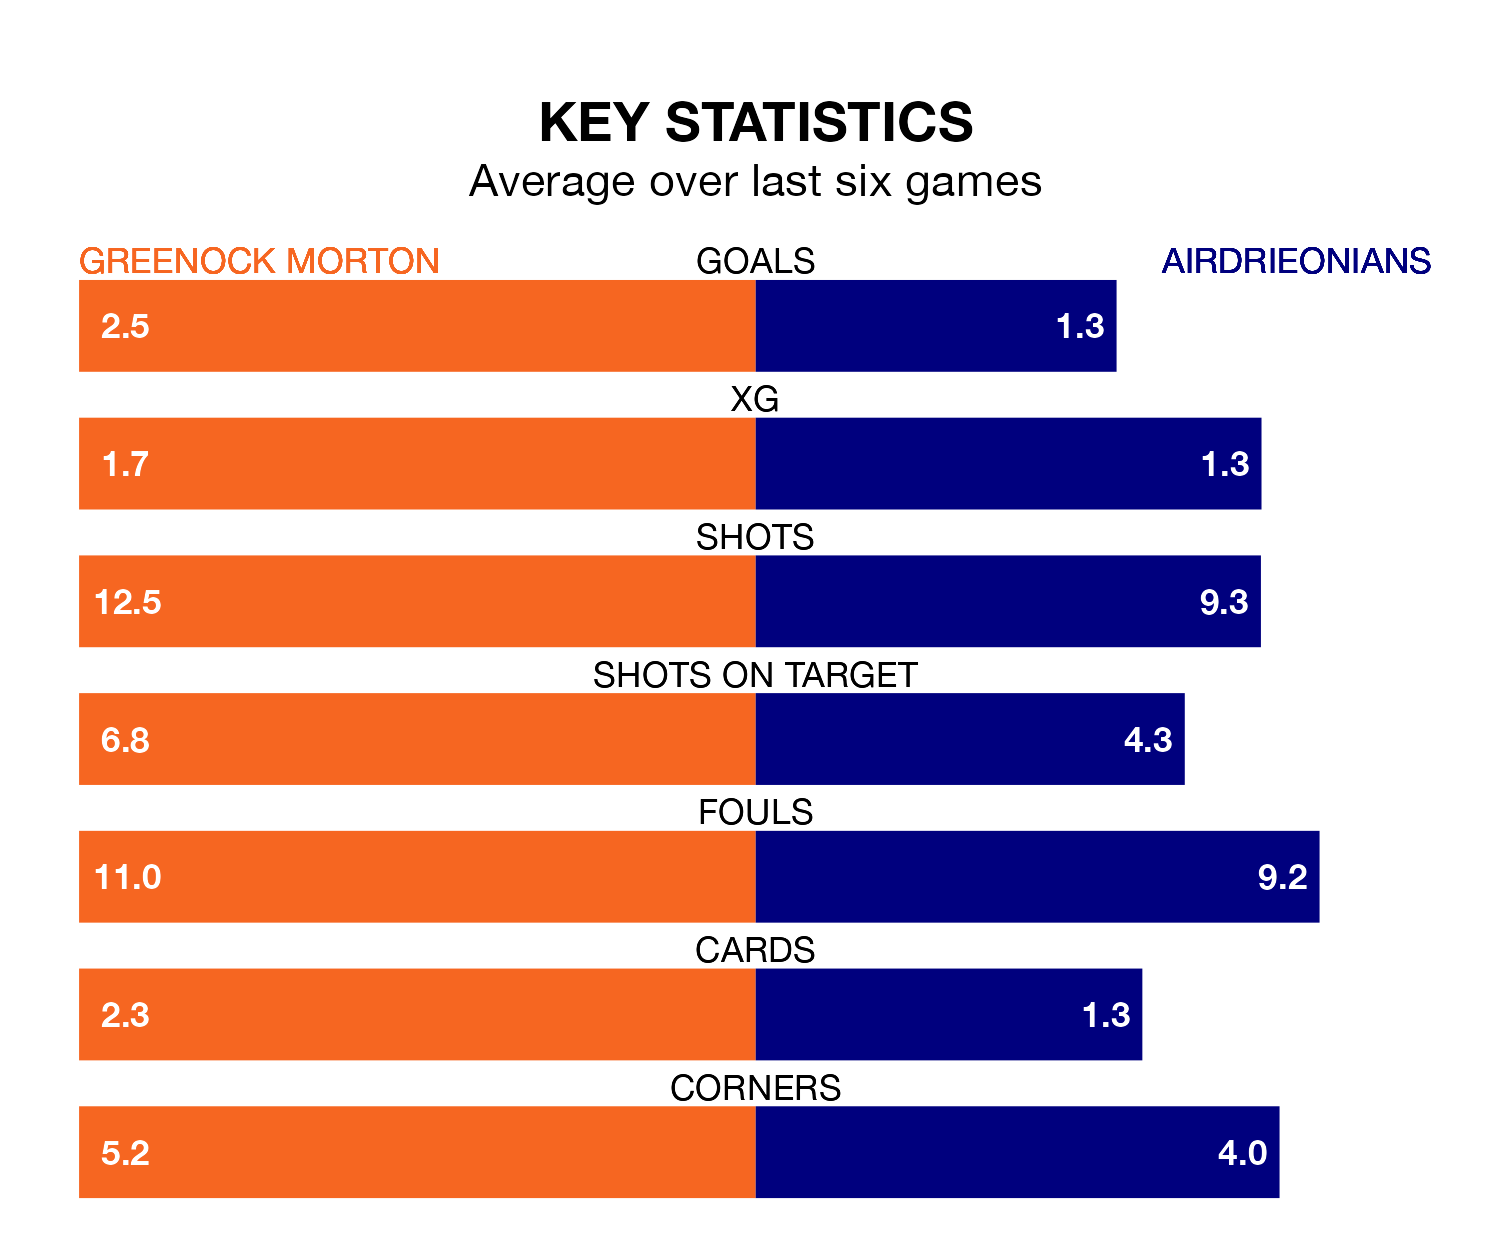 KEY STATISTICS
Average over last six games
GREENOCK MORTON GOALS AIRDRIEONIANS
2.5 1.3
XG
1.7 1.3
SHOTS
12.5 9.3
SHOTS ON TARGET
6.8 4.3
FOULS
11.0 9.2
CARDS
2.3 1.3
CORNERS
5.2 4.0